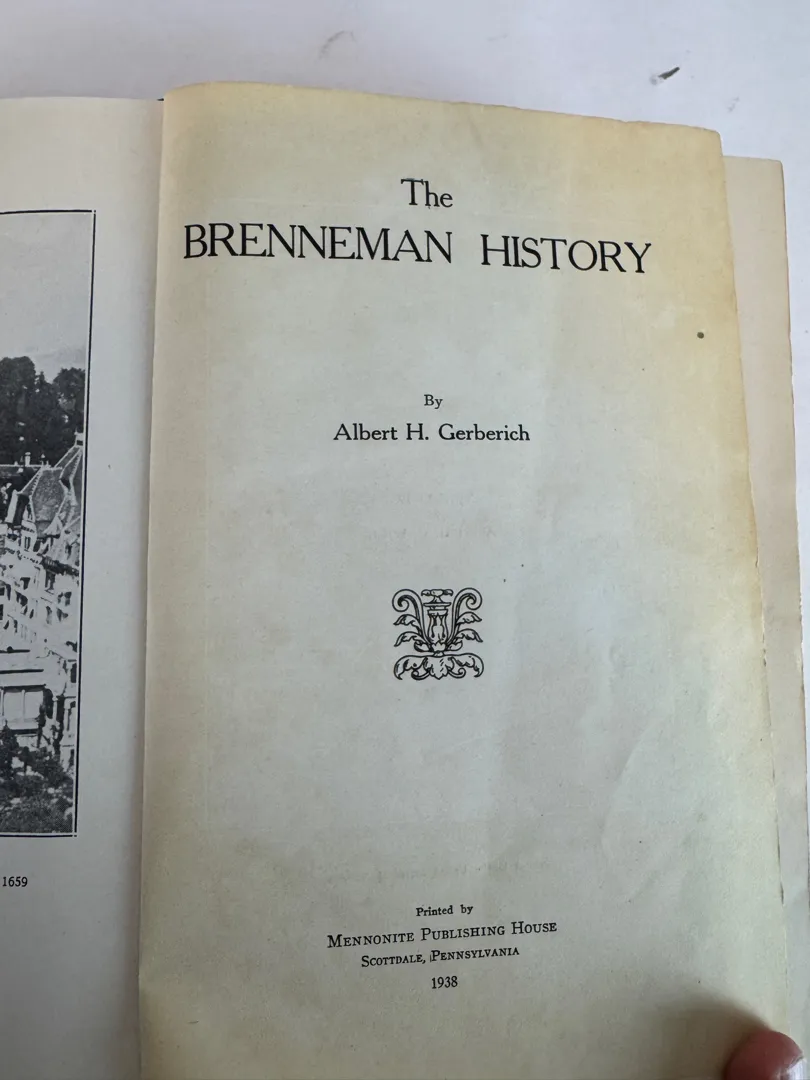 The
BRENNEMAN HISTORY
By
Albert H. Gerberich
1659
Printed by
MENNONITE PUBLISHING HOUSE
SCOTTDALE, PENNSYLVANIA
1938